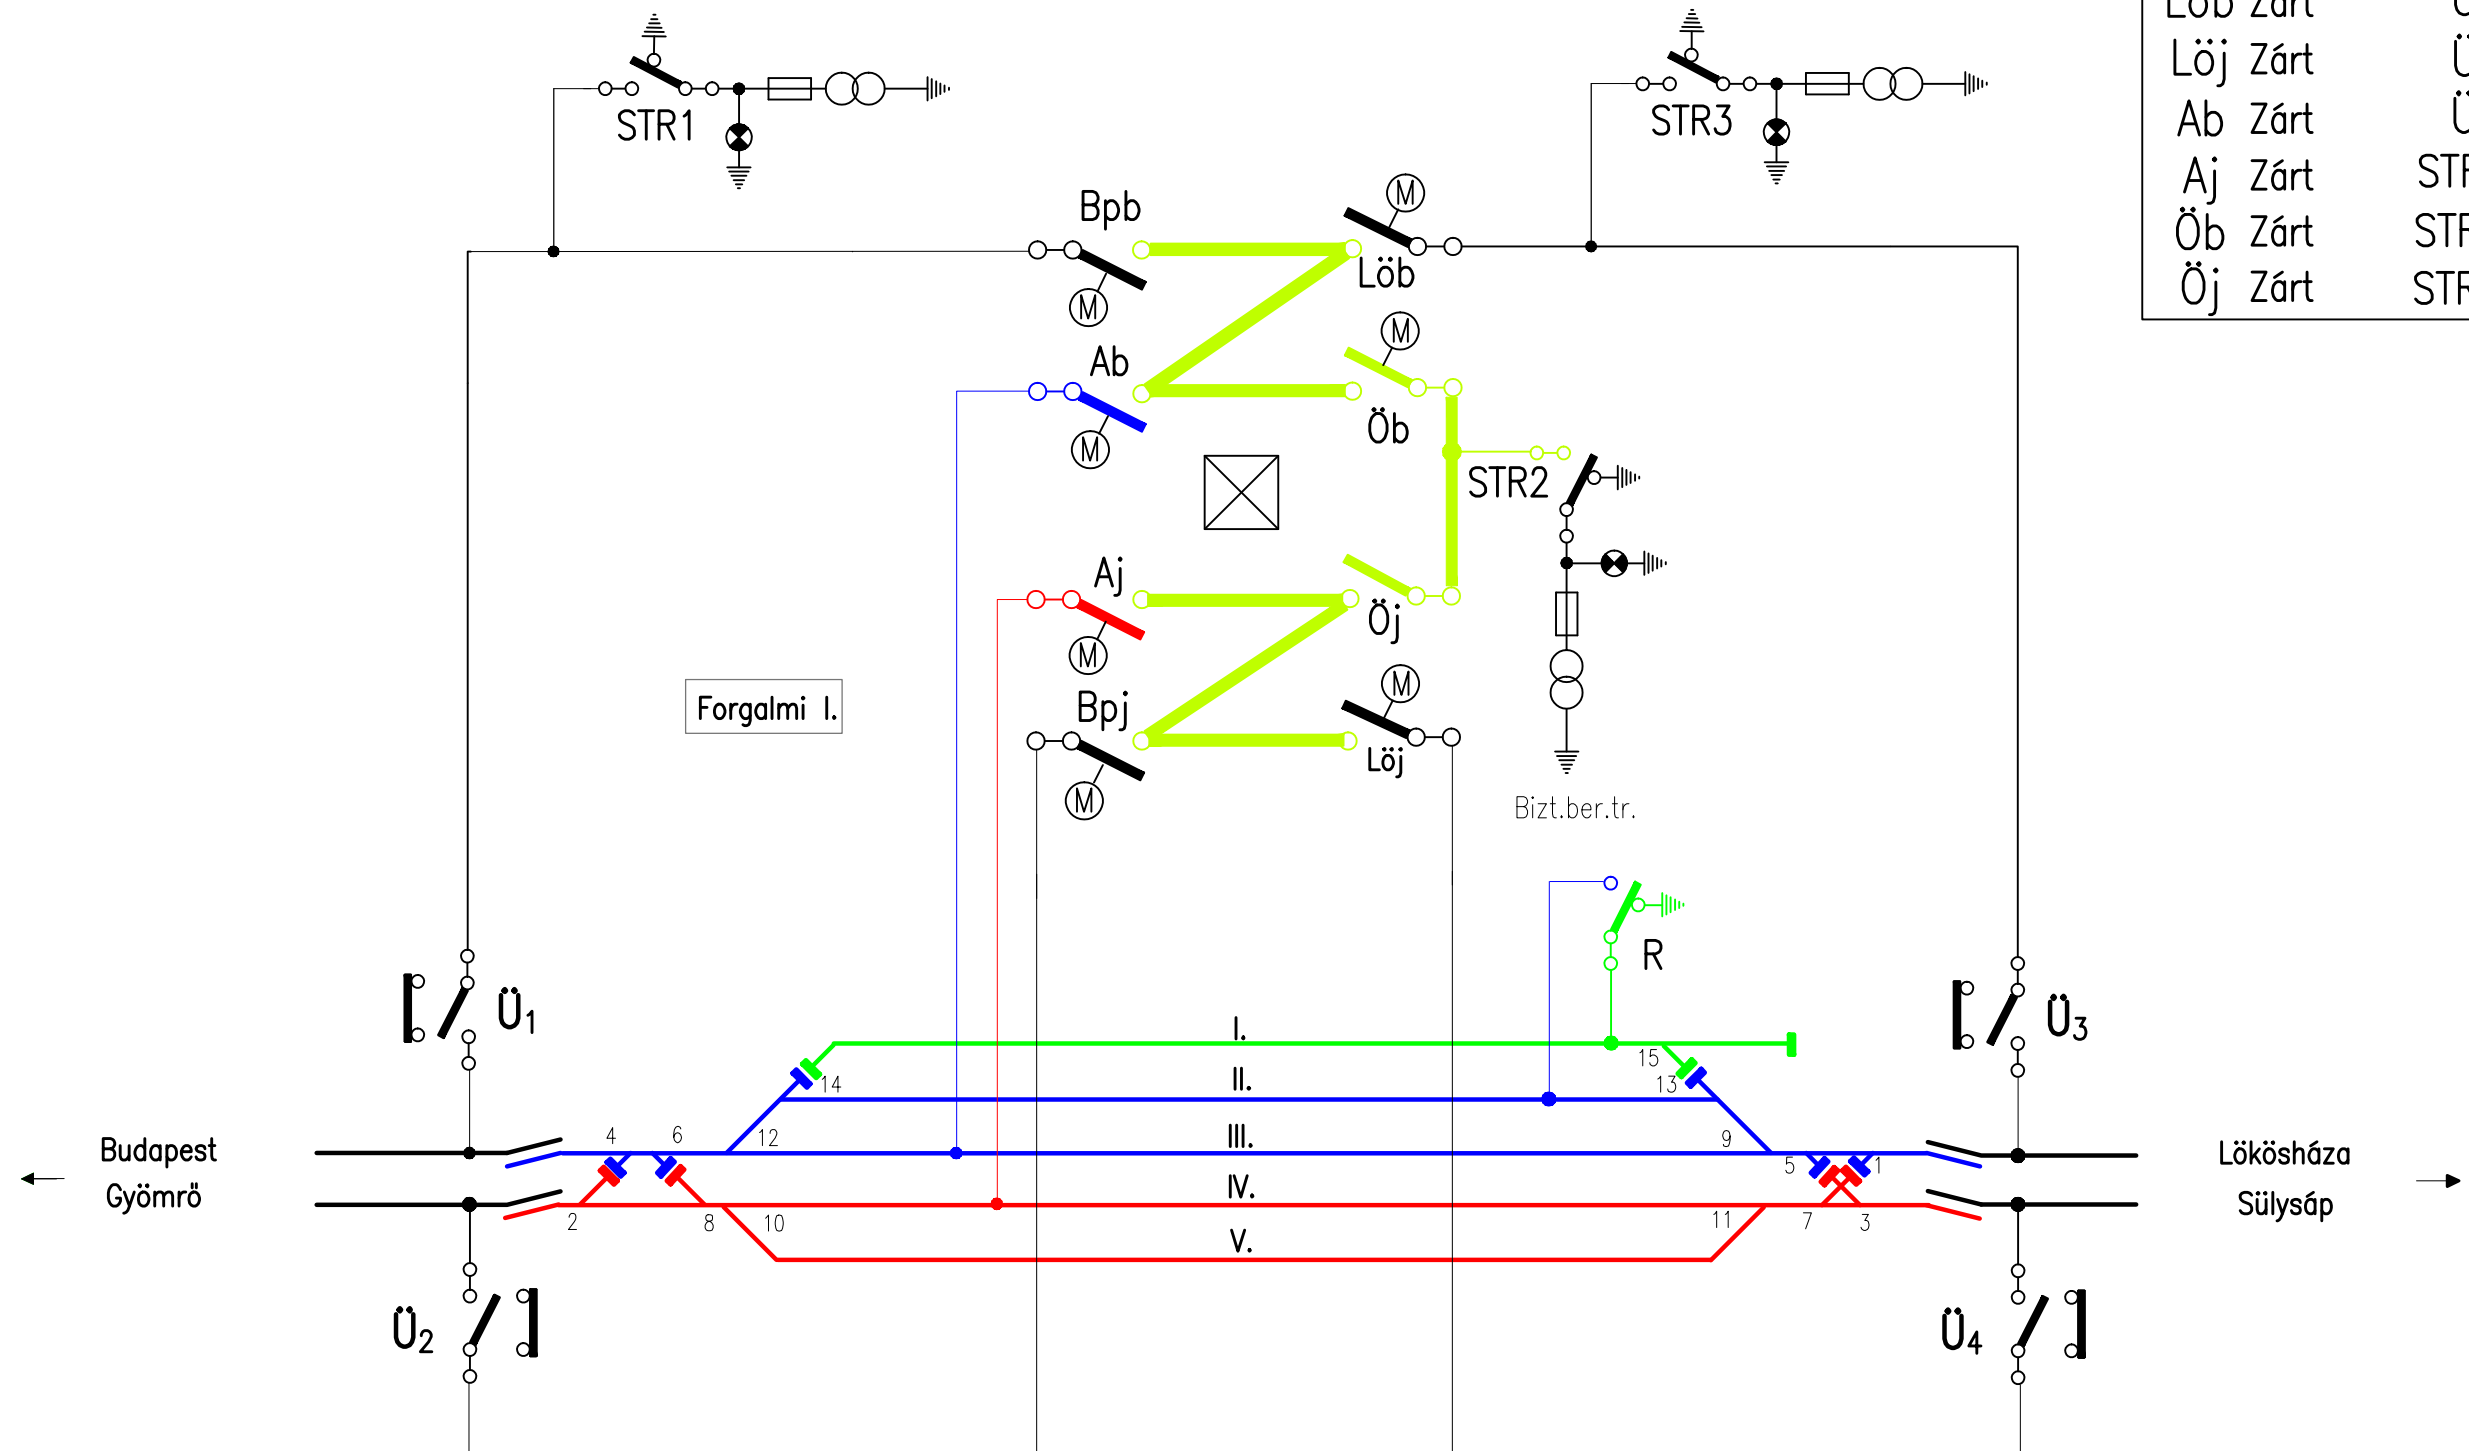 Löb Zárt
Löj Zárt
Ab Zárt
Aj Zárt
Öb Zárt
Öj Zárt
STR1
STR3
M
Bpb
Löb
M
M
Ab
Öb
M
STR2
Aj
Öj
M
M
Bpj
Löj
M
Forgalmi I.
Bizt.ber.tr.
R
Ü1
Ü3
I.
15
14
II.
13
4
6
12
III.
9
5
1
Budapest
Gyömrő
Lökösháza
Sülysáp
IV.
2
8
10
11
7
3
V.
Ü2
Ü4